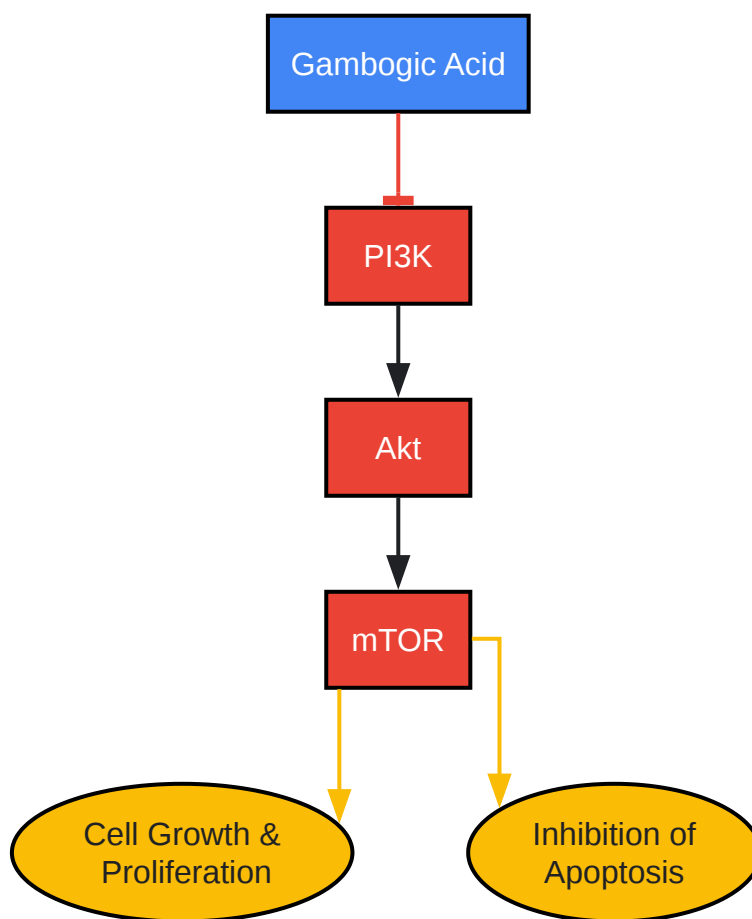 Gambogic Acid
PI3K
Akt
mTOR
Cell Growth &
Proliferation
Inhibition of
Apoptosis